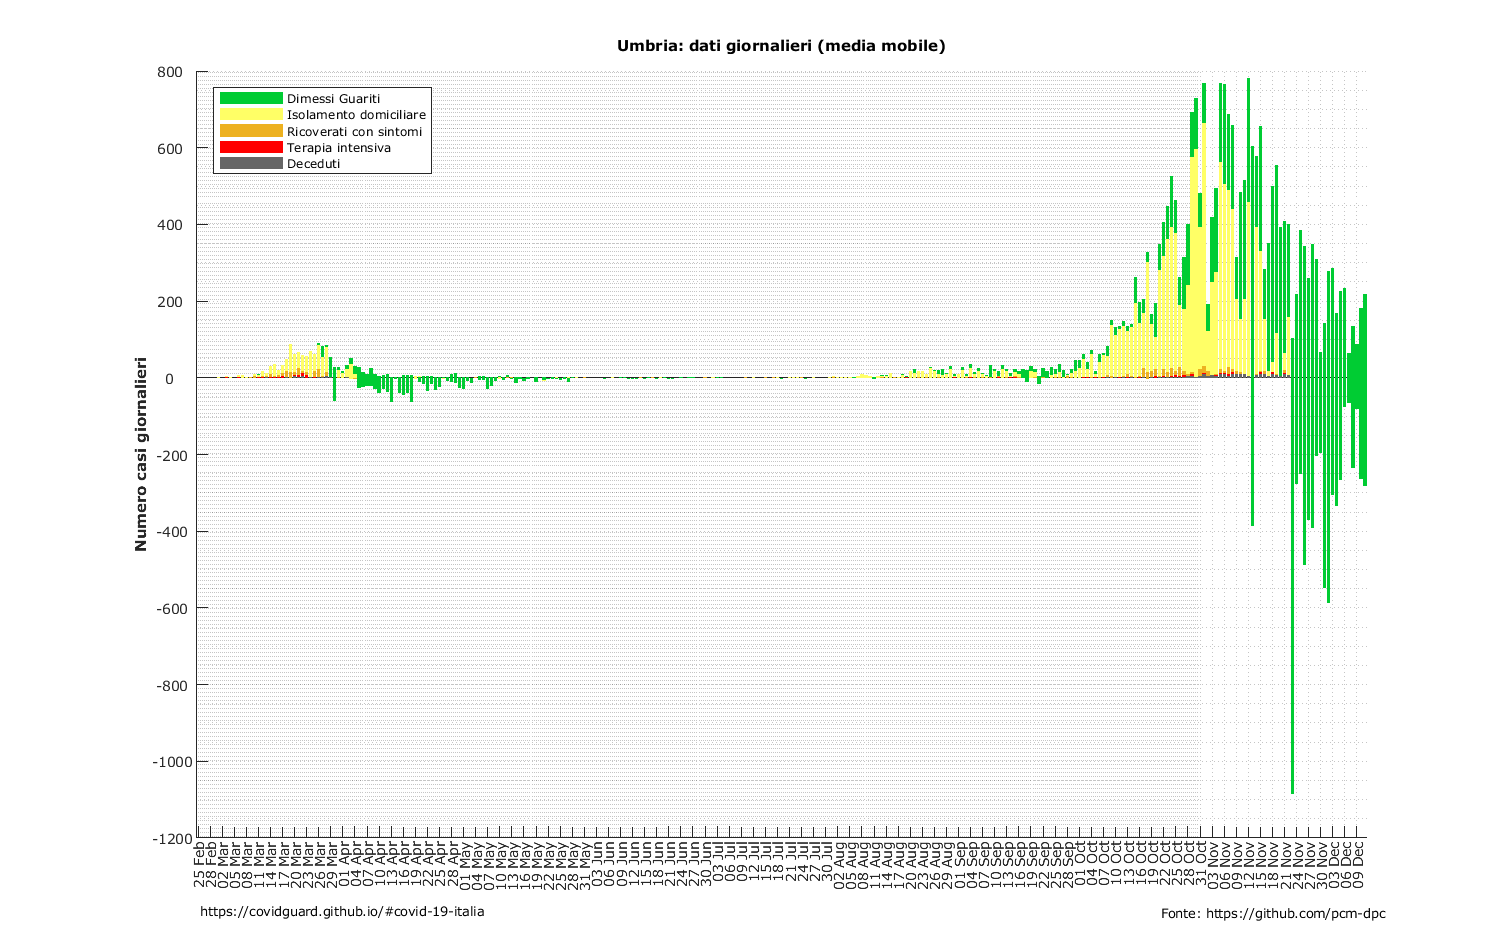 Umbria: dati giornalieri (media mobile)
800
600
400
200
0
-200
-400
-600
-800
-1000
-1200
Numero casi giornalieri
Dimessi Guariti
Isolamento domiciliare
Ricoverati con sintomi
Terapia intensiva
Deceduti
25 Feb
28 Feb
02 Mar
05 Mar
08 Mar
11 Mar
14 Mar
17 Mar
20 Mar
23 Mar
26 Mar
29 Mar
01 Apr
04 Apr
07 Apr
10 Apr
13 Apr
16 Apr
19 Apr
22 Apr
25 Apr
28 Apr
01 May
04 May
07 May
10 May
13 May
16 May
19 May
22 May
25 May
28 May
31 May
03 Jun
06 Jun
09 Jun
12 Jun
15 Jun
18 Jun
21 Jun
24 Jun
27 Jun
30 Jun
03 Jul
06 Jul
09 Jul
12 Jul
15 Jul
18 Jul
21 Jul
24 Jul
27 Jul
30 Jul
02 Aug
05 Aug
08 Aug
11 Aug
14 Aug
17 Aug
20 Aug
23 Aug
26 Aug
29 Aug
01 Sep
04 Sep
07 Sep
10 Sep
13 Sep
16 Sep
19 Sep
22 Sep
25 Sep
28 Sep
01 Oct
04 Oct
07 Oct
10 Oct
13 Oct
16 Oct
19 Oct
22 Oct
25 Oct
28 Oct
31 Oct
03 Nov
06 Nov
09 Nov
12 Nov
15 Nov
18 Nov
21 Nov
24 Nov
27 Nov
30 Nov
03 Dec
06 Dec
09 Dec
https://covidguard.github.io/#covid-19-italia
Fonte: https://github.com/pcm-dpc